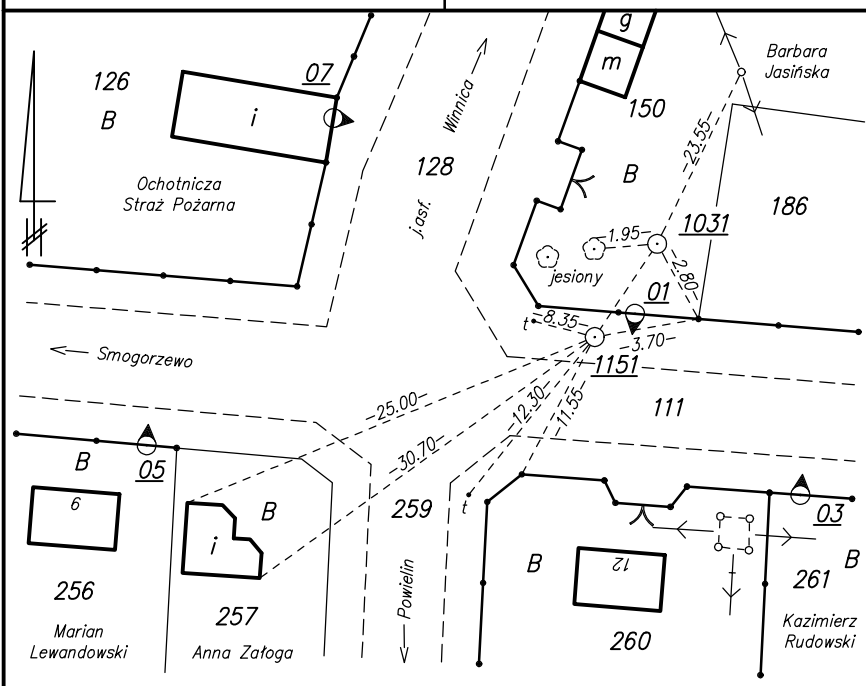 g
m
150
Barbara
Jasińska
07
126
B
i
Winnica
23.55
128
B
Ochotnicza
Straż Pożarna
186
j.asf.
1.95
1031
jesiony
2.80
01
t
8.35
3.70
Smogorzewo
1151
25.00
12.30
11.55
111
30.70
B
05
6
B
i
259
t
03
B
12
B
256
257
Powielin
261
260
Marian
Lewandowski
Anna Załoga
Kazimierz
Rudowski